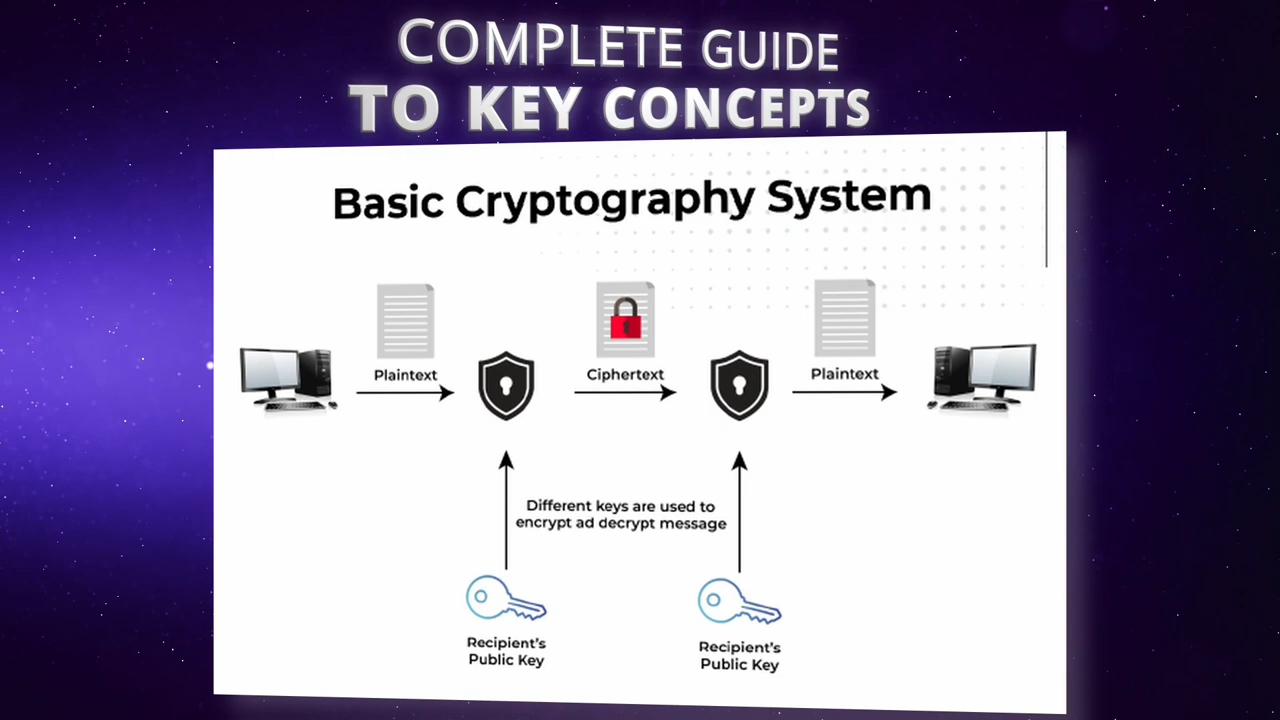 COMPLETE GUIDE
TO KEY CONCEPTS
Basic Cryptography System
Plaintext
Ciphertext
Plaintext
Different keys are used to
encrypt ad decrypt message
Recipient's
Public Key
Recipient's
Public Key